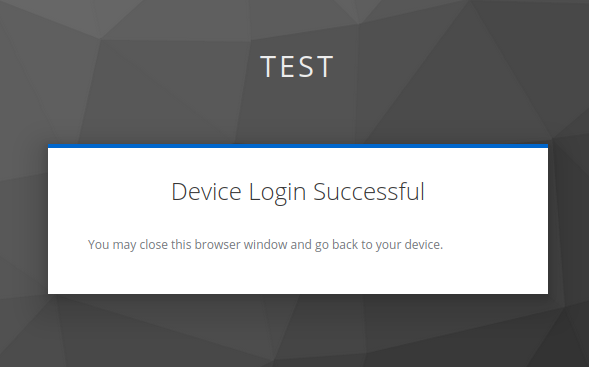 TEST
Device Login Successful
You may close this browser window and go back to your device.